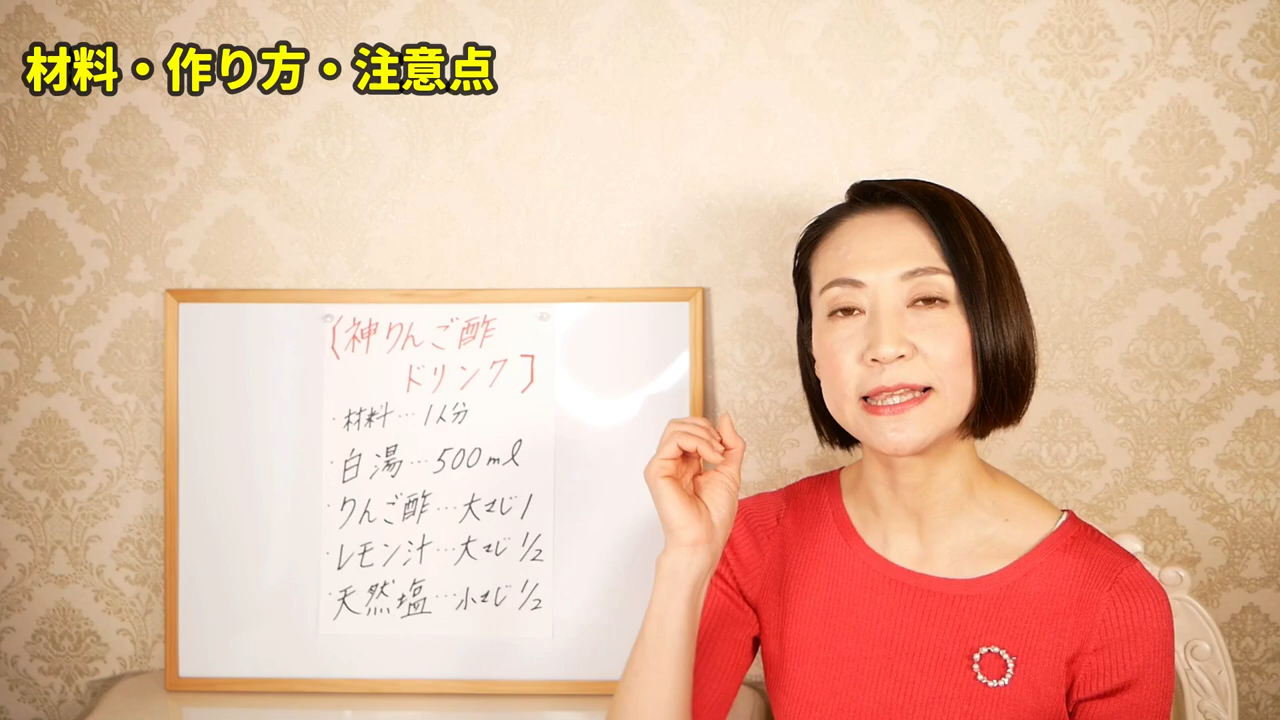 材料・作り方・注意点
〔神りんご酢
ドリンク〕
・材料…1人分
・白湯…500ml
・りんご酢…大さじ1
・レモン汁…大さじ1/2
・天然塩…小さじ1/2